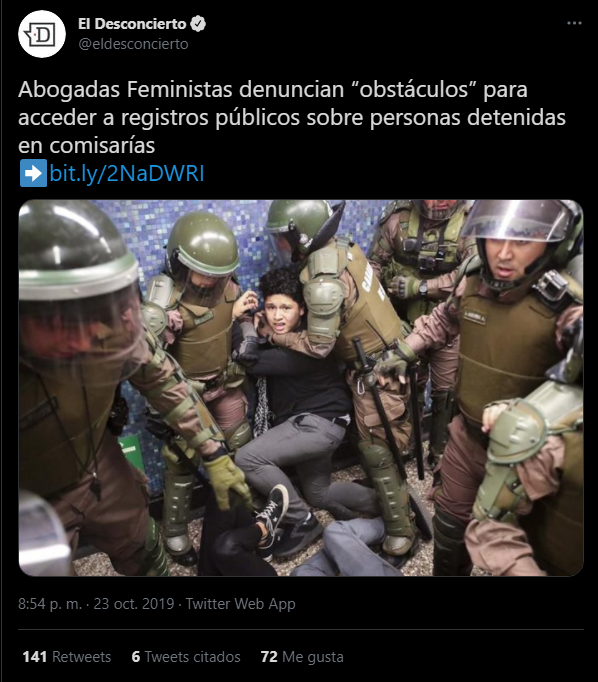 El Desconcierto
@eldesconcierto
Abogadas Feministas denuncian “obstáculos” para
acceder a registros públicos sobre personas detenidas
en comisarías
➡bit.ly/2NaDWRI
8:54 p. m. · 23 oct. 2019 · Twitter Web App
141 Retweets 6 Tweets citados 72 Me gusta